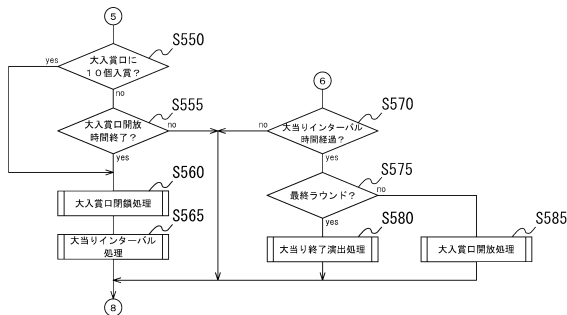 5
S550
大入賞口に
10個入賞？
yes
no
S555
大入賞口開放
時間終了？
no
yes
S560
大入賞口閉鎖処理
S565
大当りインターバル
処理
6
S570
大当りインターバル
時間経過？
no
yes
S575
最終ラウンド？
no
yes
S580
大当り終了演出処理
S585
大入賞口開放処理
8